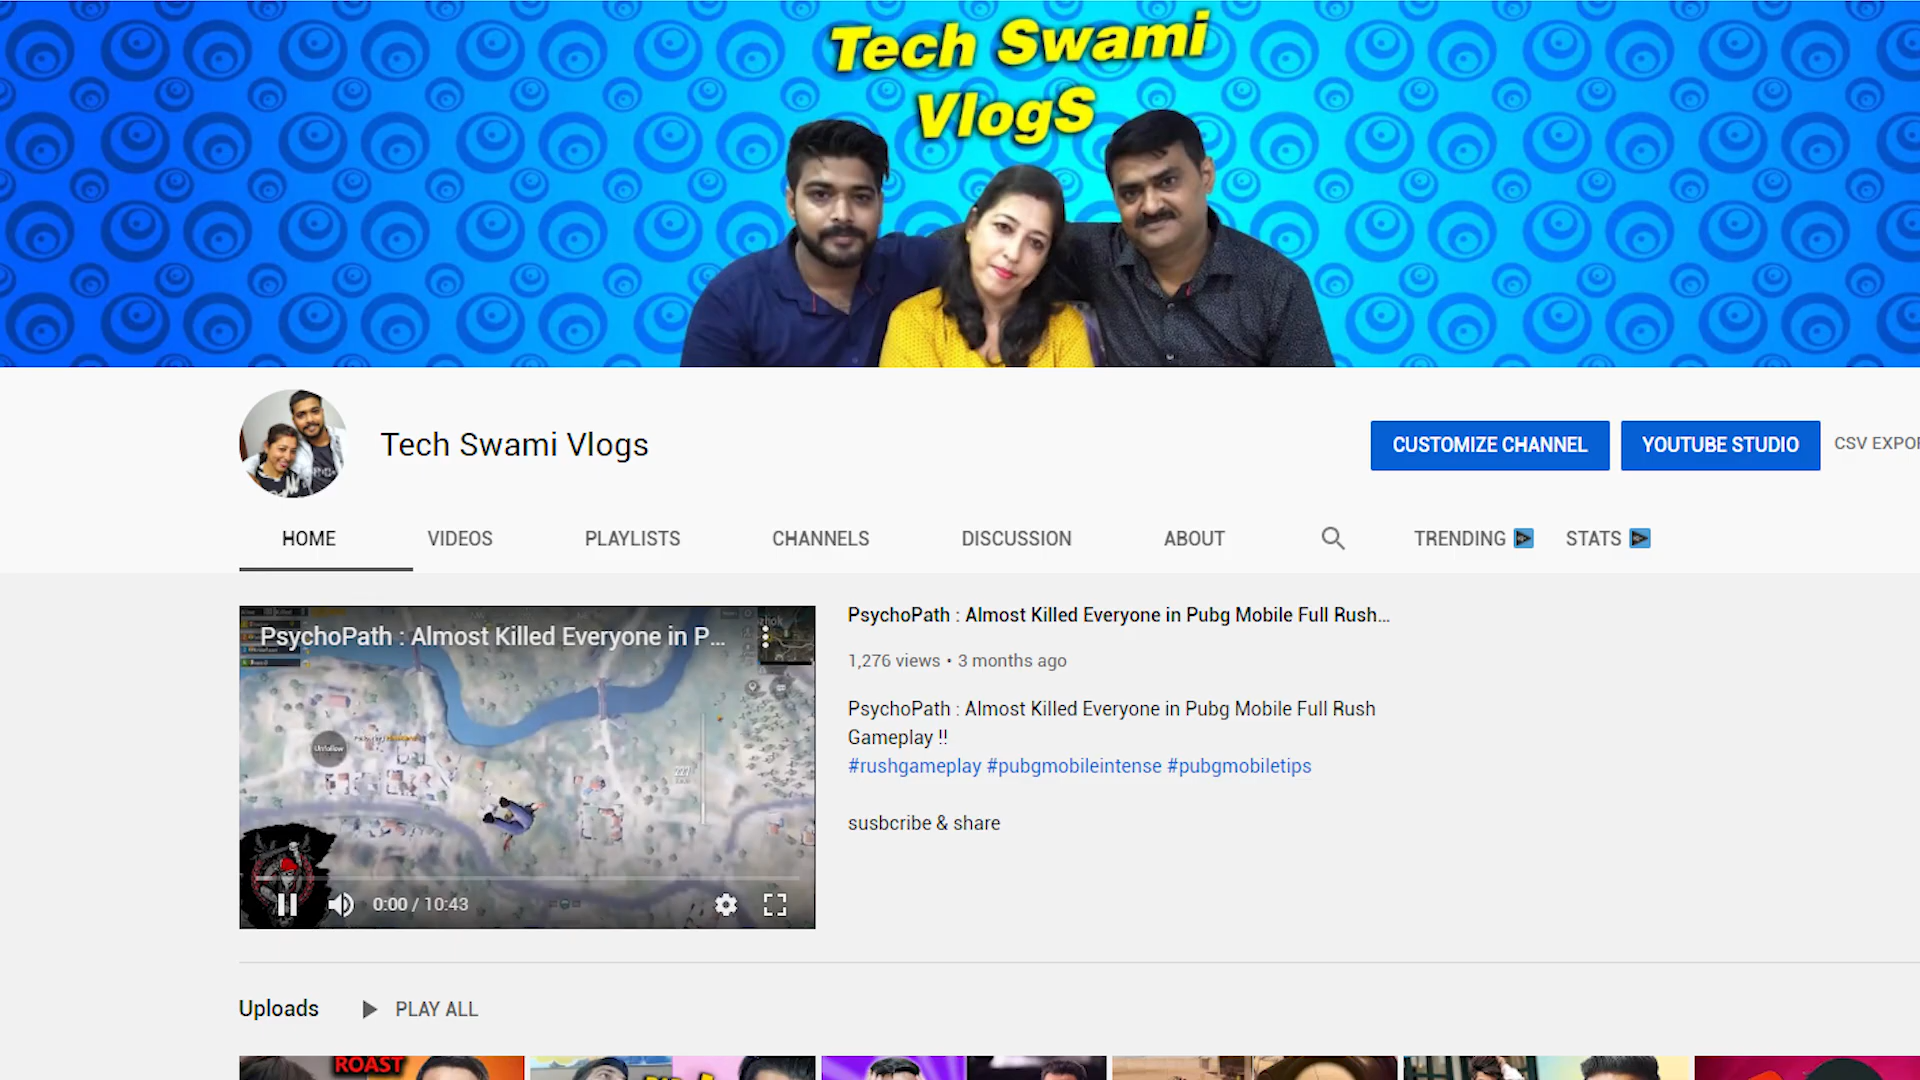 Tech Swami
VlogS
Tech Swami Vlogs
CUSTOMIZE CHANNEL
YOUTUBE STUDIO
CSV EXPOR
HOME
VIDEOS
PLAYLISTS
CHANNELS
DISCUSSION
ABOUT
TRENDING
STATS
PsychoPath : Almost Killed Everyone in P...
Unfollow
227
0:00 / 10:43
PsychoPath : Almost Killed Everyone in Pubg Mobile Full Rush...
1,276 views • 3 months ago
PsychoPath : Almost Killed Everyone in Pubg Mobile Full Rush
Gameplay !!
#rushgameplay #pubgmobileintense #pubgmobiletips
susbcribe & share
Uploads
PLAY ALL
ROAST